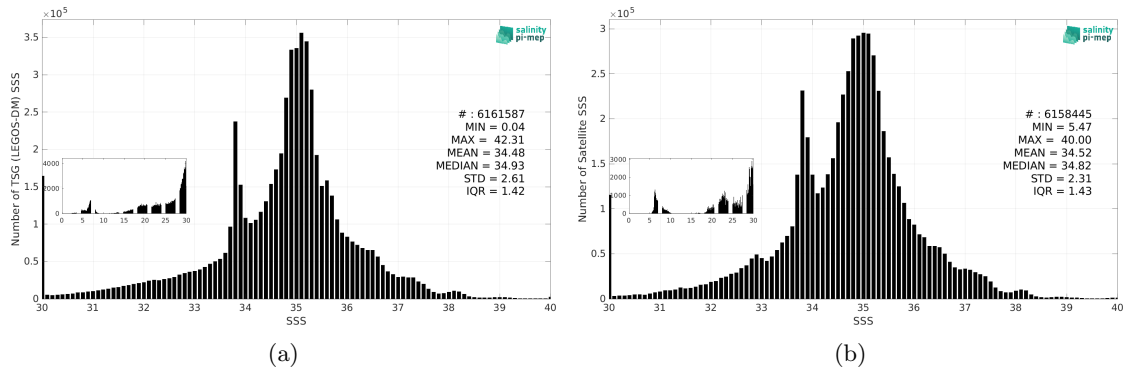 ×10^5
salinity
pi-mep
Number of TSG (LEGOS-DM) SSS
3.5
3
2.5
2
1.5
1
0.5
0
# : 6161587
MIN = 0.04
MAX = 42.31
MEAN = 34.48
MEDIAN = 34.93
STD = 2.61
IQR = 1.42
4000
2000
0
0 5 10 15 20 25 30
30 31 32 33 34 35 36 37 38 39 40
SSS
(a)
×10^5
salinity
pi-mep
Number of Satellite SSS
3
2.5
2
1.5
1
0.5
0
# : 6158445
MIN = 5.47
MAX = 40.00
MEAN = 34.52
MEDIAN = 34.82
STD = 2.31
IQR = 1.43
3000
2000
1000
0
0 5 10 15 20 25 30
30 31 32 33 34 35 36 37 38 39 40
SSS
(b)